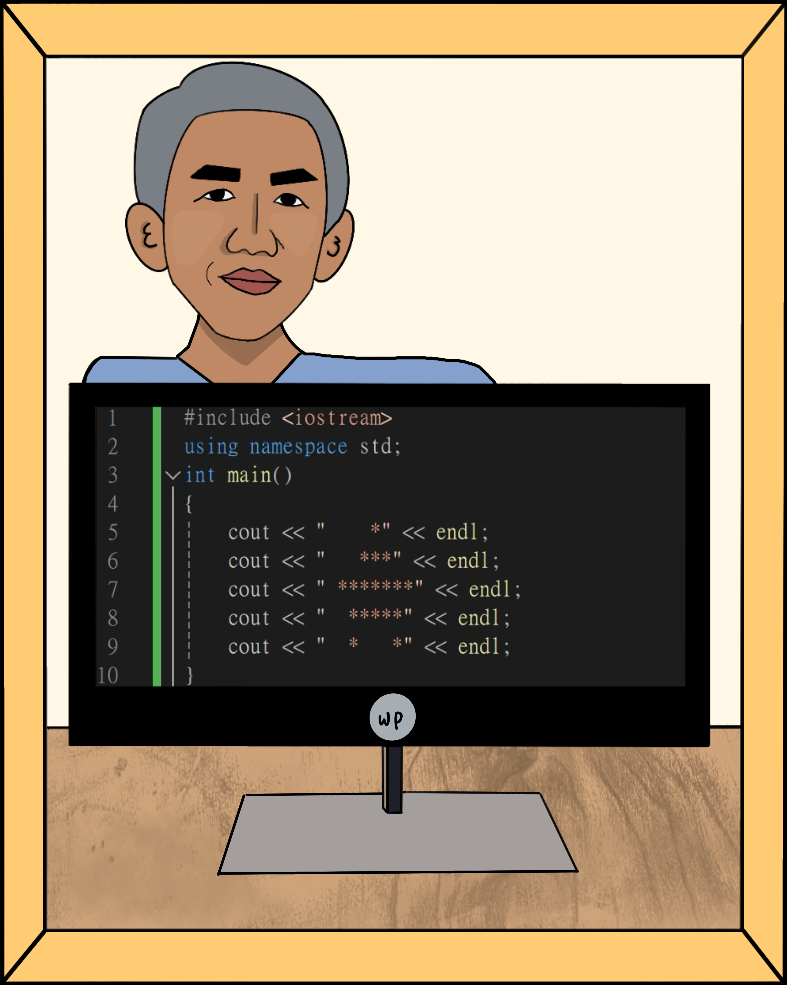 1 #include <iostream>
2 using namespace std;
3 int main()
4 {
5     cout << "    *" << endl;
6     cout << "   ***" << endl;
7     cout << " *******" << endl;
8     cout << "  *****" << endl;
9     cout << "  *   *" << endl;
10 }
wp